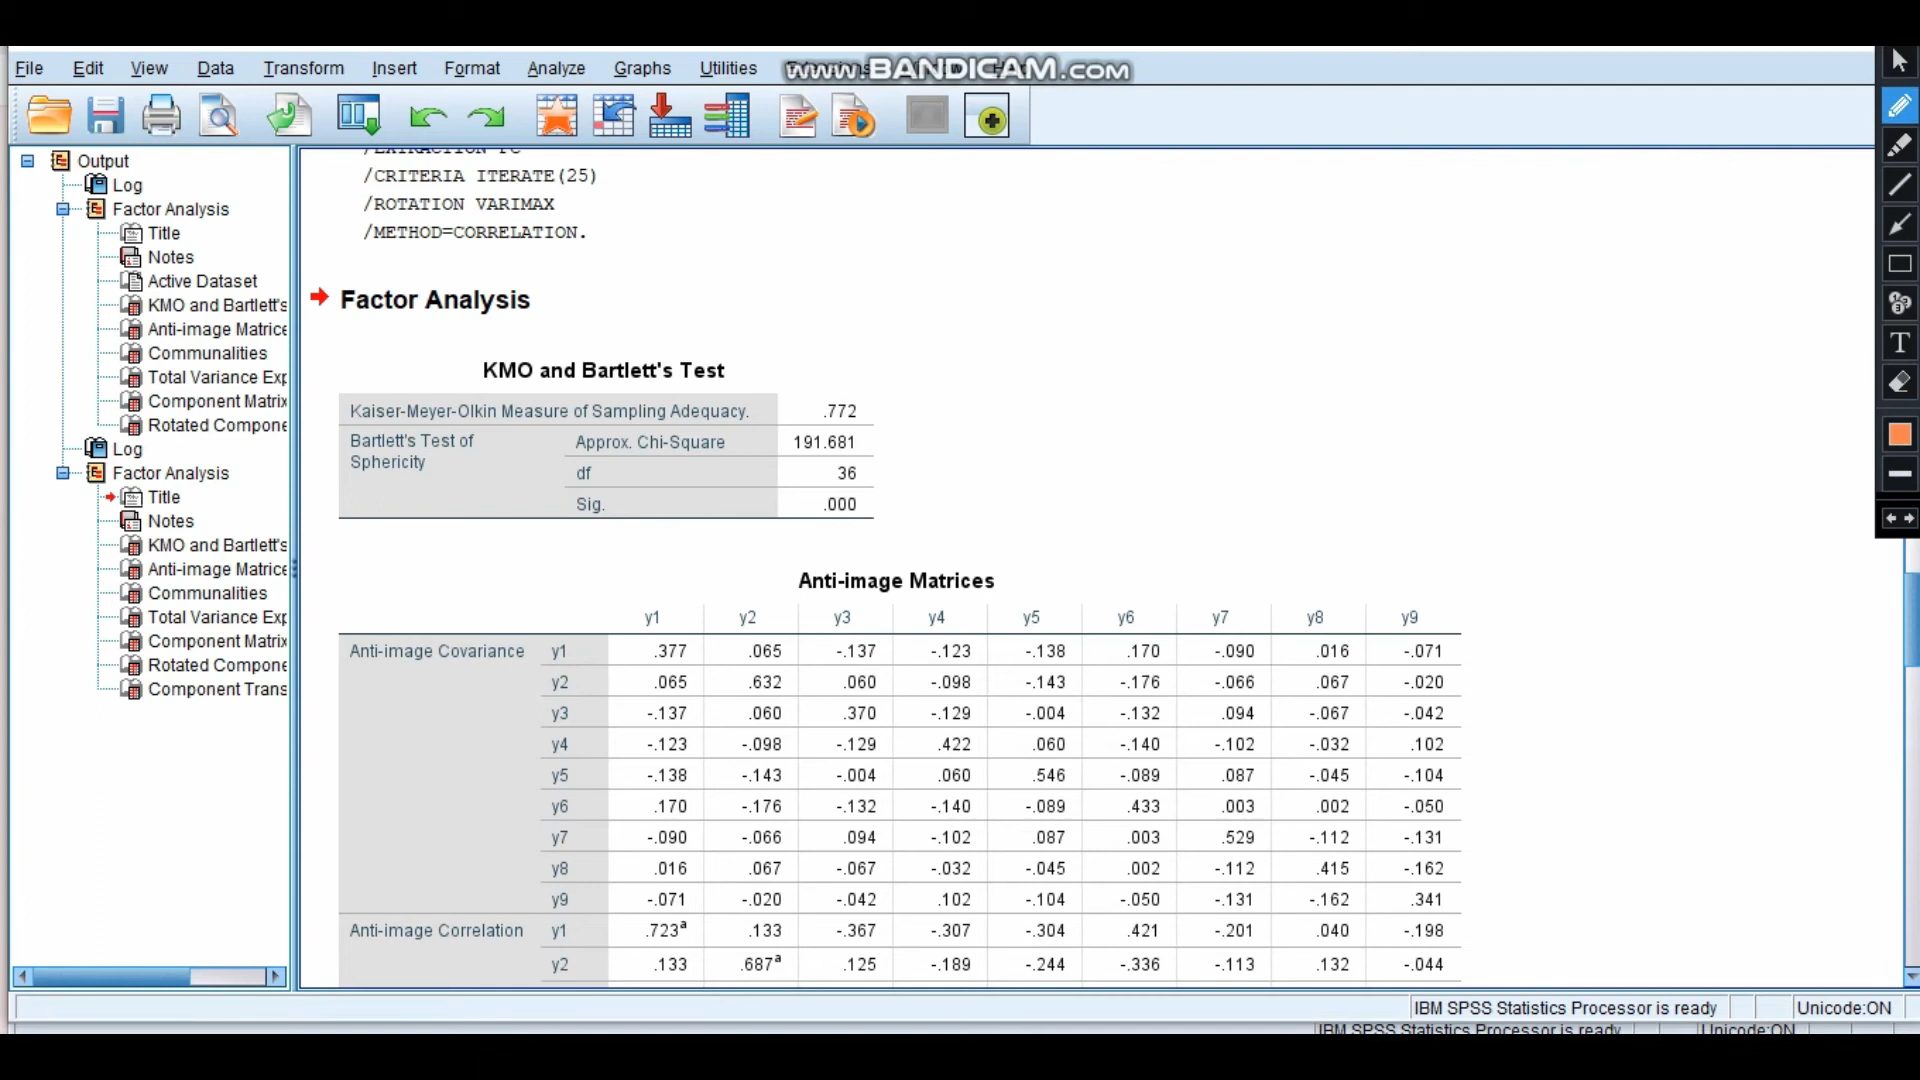 File Edit View Data Transform Insert Format Analyze Graphs Utilities
www.BANDICAM.com
Output
Log
Factor Analysis
Title
Notes
Active Dataset
KMO and Bartlett's
Anti-image Matrice
Communalities
Total Variance Exp
Component Matrix
Rotated Compone
Log
Factor Analysis
Title
Notes
KMO and Bartlett's
Anti-image Matrice
Communalities
Total Variance Exp
Component Matrix
Rotated Compone
Component Trans
/EXTRACTION PC
/CRITERIA ITERATE(25)
/ROTATION VARIMAX
/METHOD=CORRELATION.
Factor Analysis
KMO and Bartlett's Test
Kaiser-Meyer-Olkin Measure of Sampling Adequacy. .772
Bartlett's Test of Sphericity Approx. Chi-Square 191.681
df 36
Sig. .000
Anti-image Matrices
y1 y2 y3 y4 y5 y6 y7 y8 y9
Anti-image Covariance y1 .377 .065 -.137 -.123 -.138 .170 -.090 .016 -.071
y2 .065 .632 .060 -.098 -.143 -.176 -.066 .067 -.020
y3 -.137 .060 .370 -.129 -.004 -.132 .094 -.067 -.042
y4 -.123 -.098 -.129 .422 .060 -.140 -.102 -.032 .102
y5 -.138 -.143 -.004 .060 .546 -.089 .087 -.045 -.104
y6 .170 -.176 -.132 -.140 -.089 .433 .003 .002 -.050
y7 -.090 -.066 .094 -.102 .087 .003 .529 -.112 -.131
y8 .016 .067 -.067 -.032 -.045 .002 -.112 .415 -.162
y9 -.071 -.020 -.042 .102 -.104 -.050 -.131 -.162 .341
Anti-image Correlation y1 .723a .133 -.367 -.307 -.304 .421 -.201 .040 -.198
y2 .133 .687a .125 -.189 -.244 -.336 -.113 .132 -.044
IBM SPSS Statistics Processor is ready Unicode:ON
IBM SPSS Statistics Processor is ready Unicode:ON